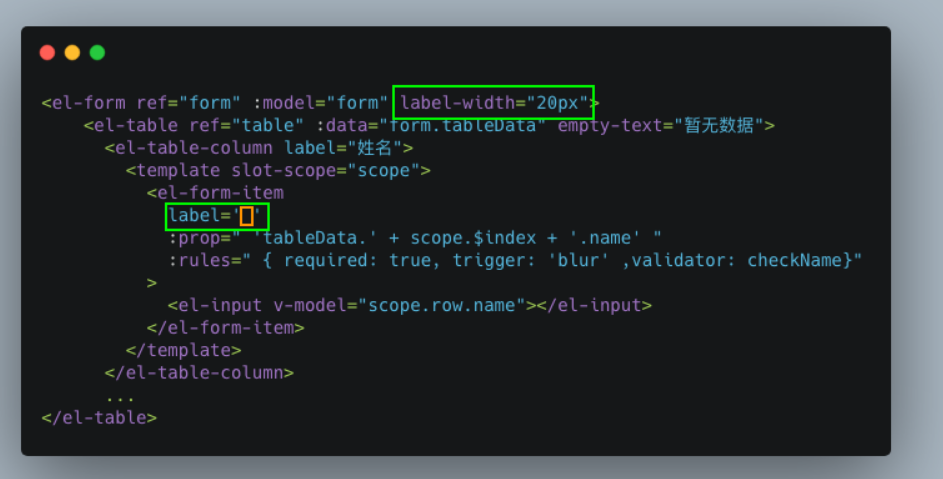 <el-form ref="form" :model="form" label-width="20px">
<el-table ref="table" :data="form.tableData" empty-text="暂无数据">
<el-table-column label="姓名">
<template slot-scope="scope">
<el-form-item
label=' '
:prop=" 'tableData.' + scope.$index + '.name' "
:rules=" { required: true, trigger: 'blur' ,validator: checkName}"
>
<el-input v-model="scope.row.name"></el-input>
</el-form-item>
</template>
</el-table-column>
...
</el-table>